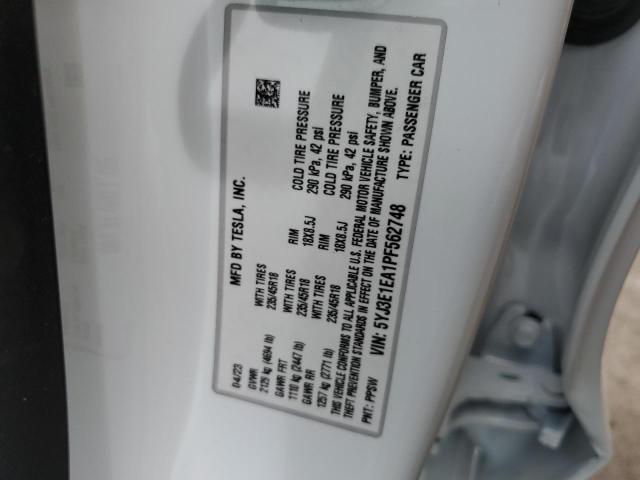 MFD BY TESLA, INC.
04/23
GVWR
2125 kg (4694 lb) WITH TIRES 235/45R18 RIM 18X8.5J COLD TIRE PRESSURE 290 kPa, 42 psi
GAWR FRT
1110 kg (2447 lb) WITH TIRES 235/45R18 RIM 18X8.5J COLD TIRE PRESSURE 290 kPa, 42 psi
GAWR RR
1257 kg (2771 lb) WITH TIRES 235/45R18
THIS VEHICLE CONFORMS TO ALL APPLICABLE U.S. FEDERAL MOTOR VEHICLE SAFETY, BUMPER, AND
THEFT PREVENTION STANDARDS IN EFFECT ON THE DATE OF MANUFACTURE SHOWN ABOVE.
VIN: 5YJ3E1EA1PF562748
PNT: PPSW TYPE: PASSENGER CAR